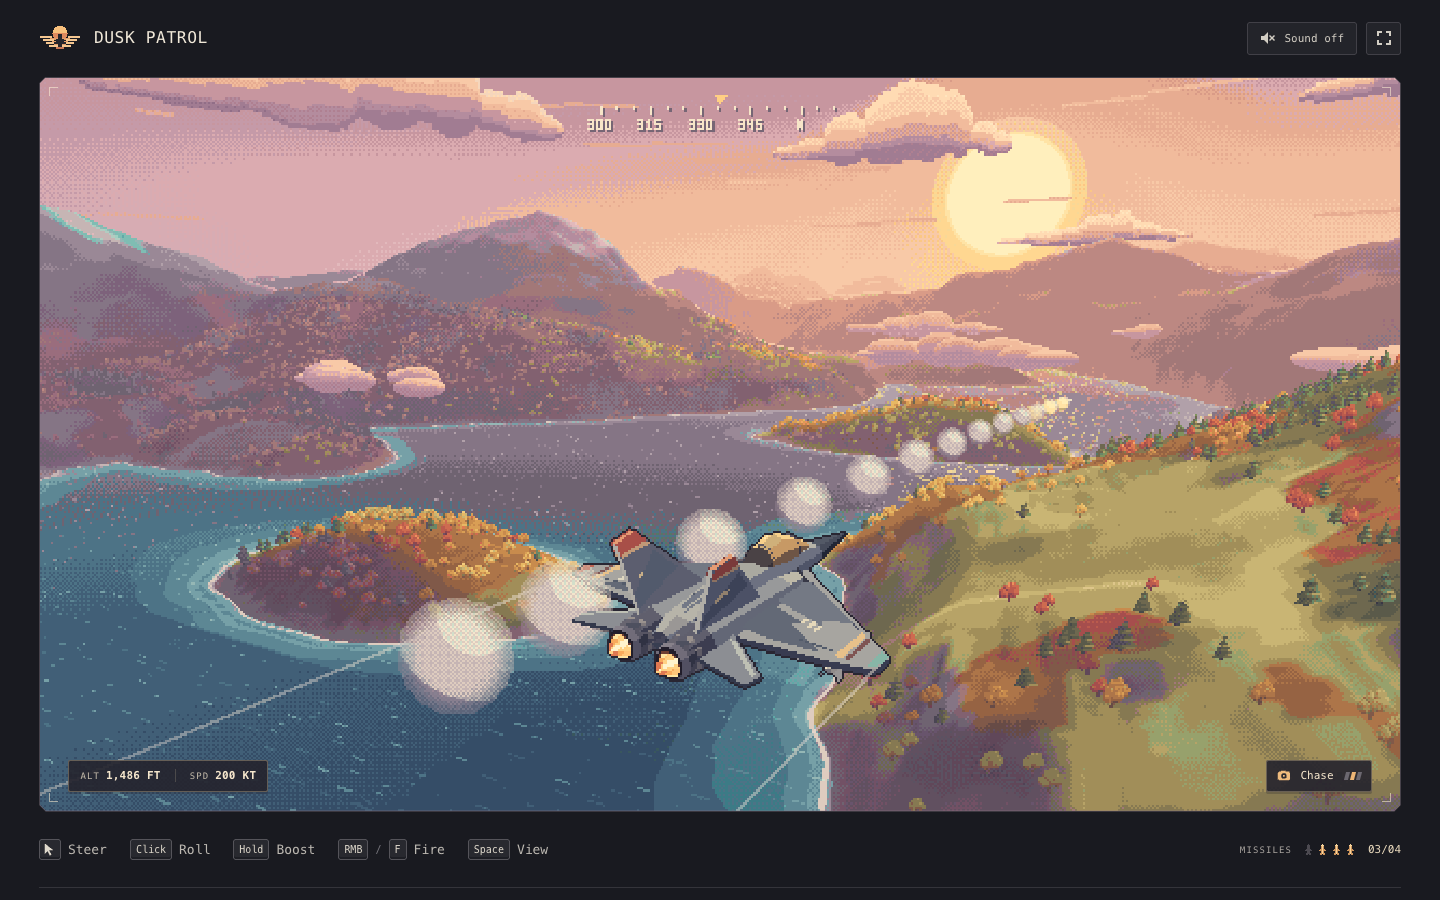 DUSK PATROL
Sound off
300 315 330 345 N
ALT 1,486 FT SPD 200 KT
Chase
Steer Click Roll Hold Boost RMB / F Fire Space View
MISSILES 03/04